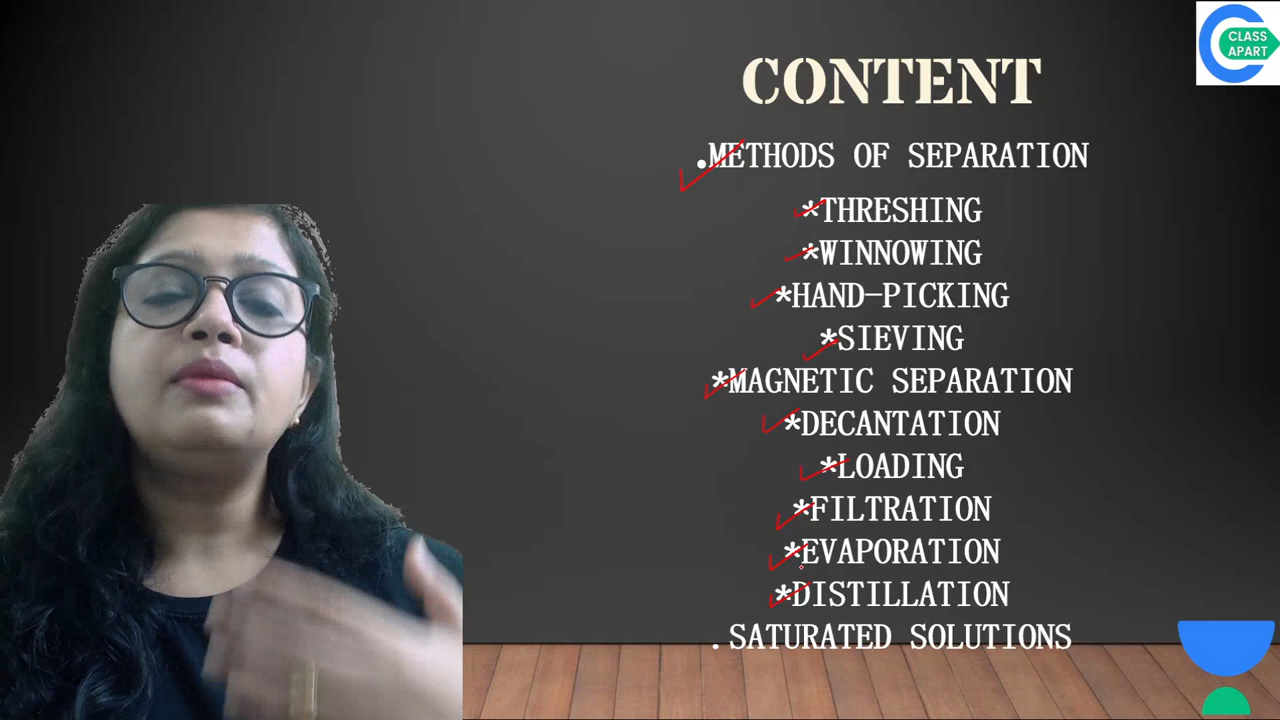 CLASS
APART
CONTENT
.METHODS OF SEPARATION
*THRESHING
*WINNOWING
*HAND-PICKING
*SIEVING
*MAGNETIC SEPARATION
*DECANTATION
*LOADING
*FILTRATION
*EVAPORATION
*DISTILLATION
.SATURATED SOLUTIONS